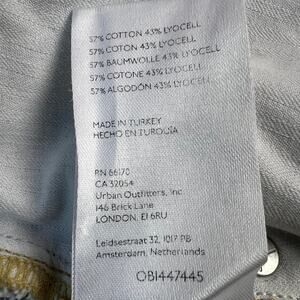 57% COTTON 43% LYOCELL
57% COTON 43% LYOCELL
57% BAUMWOLLE 43% LYOCELL
57% COTONE 43% LYOCELL
57% ALGODÓN 43% LYOCELL
MADE IN TURKEY
HECHO EN TURQUÍA
RN 66170
CA 32054
Urban Outfitters, Inc
146 Brick Lane
LONDON, E1 6RU
Leidsestraat 32, 1017 PB
Amsterdam, Netherlands
OB1447445